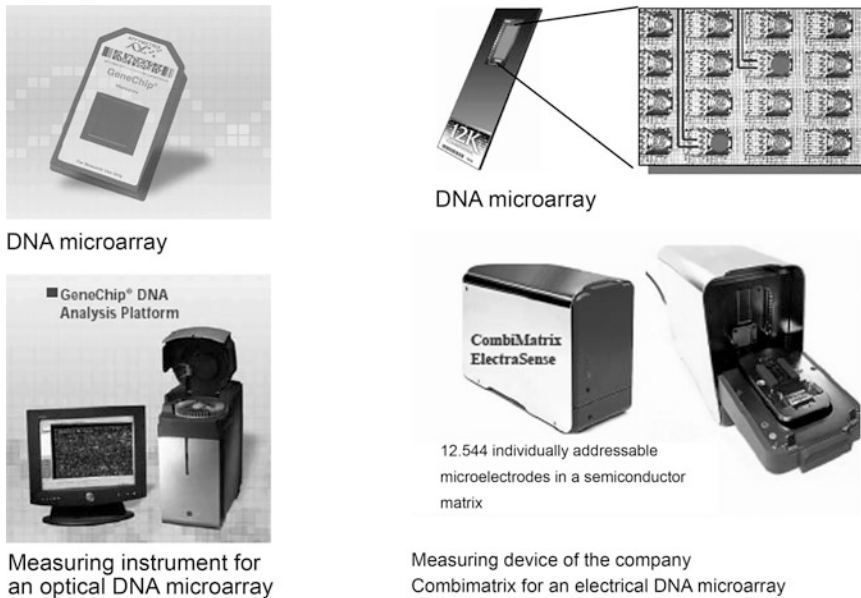 GeneChip®
DNA microarray
GeneChip® DNA
Analysis Platform
Measuring instrument for
an optical DNA microarray
12K
DNA microarray
CombiMatrix
ElectraSense
12.544 individually addressable
microelectrodes in a semiconductor
matrix
Measuring device of the company
Combimatrix for an electrical DNA microarray